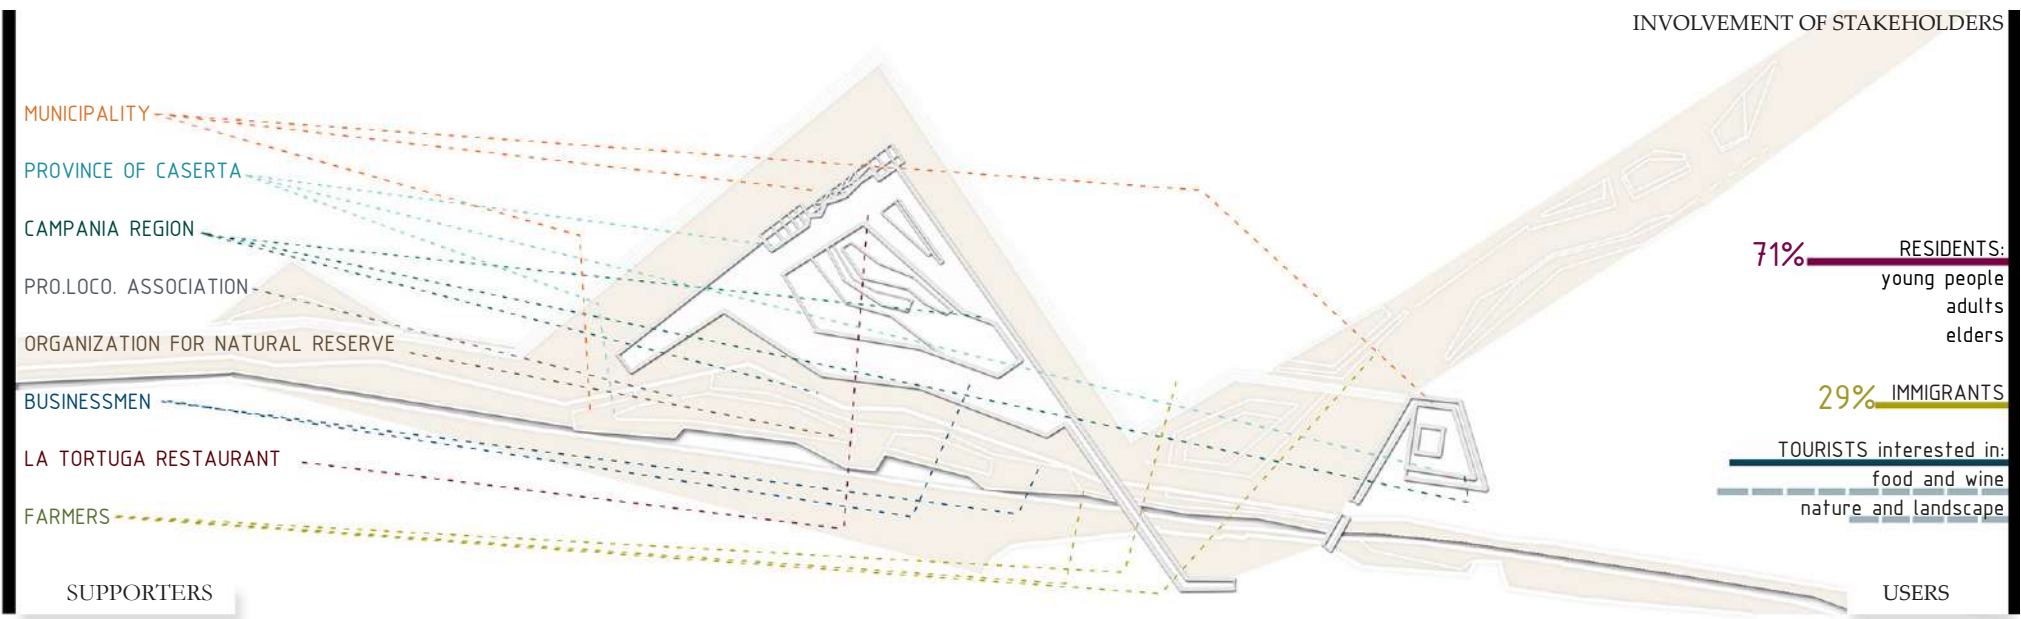 INVOLVEMENT OF STAKEHOLDERS
MUNICIPALITY
PROVINCE OF CASERTA
CAMPANIA REGION
PRO.LOCO. ASSOCIATION
ORGANIZATION FOR NATURAL RESERVE
BUSINESSMEN
LA TORTUGA RESTAURANT
FARMERS
SUPPORTERS
71% RESIDENTS:
young people
adults
elders
29% IMMIGRANTS
TOURISTS interested in:
food and wine
nature and landscape
USERS